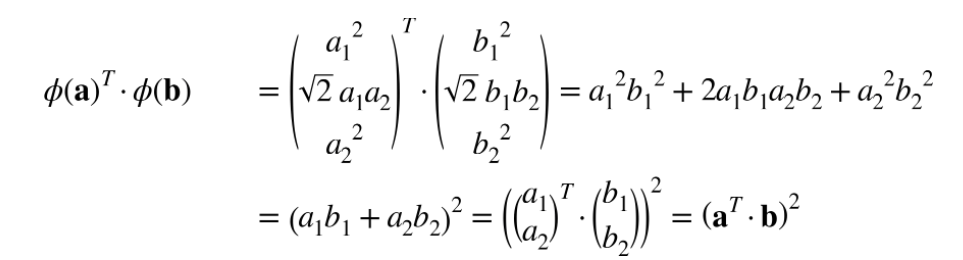 ϕ(𝐚)ᵀ · ϕ(𝐛) = (a₁² √2 a₁a₂ a₂²)ᵀ · (b₁² √2 b₁b₂ b₂²) = a₁²b₁² + 2a₁b₁a₂b₂ + a₂²b₂²
= (a₁b₁ + a₂b₂)² = ((a₁ a₂)ᵀ · (b₁ b₂))² = (𝐚ᵀ · 𝐛)²